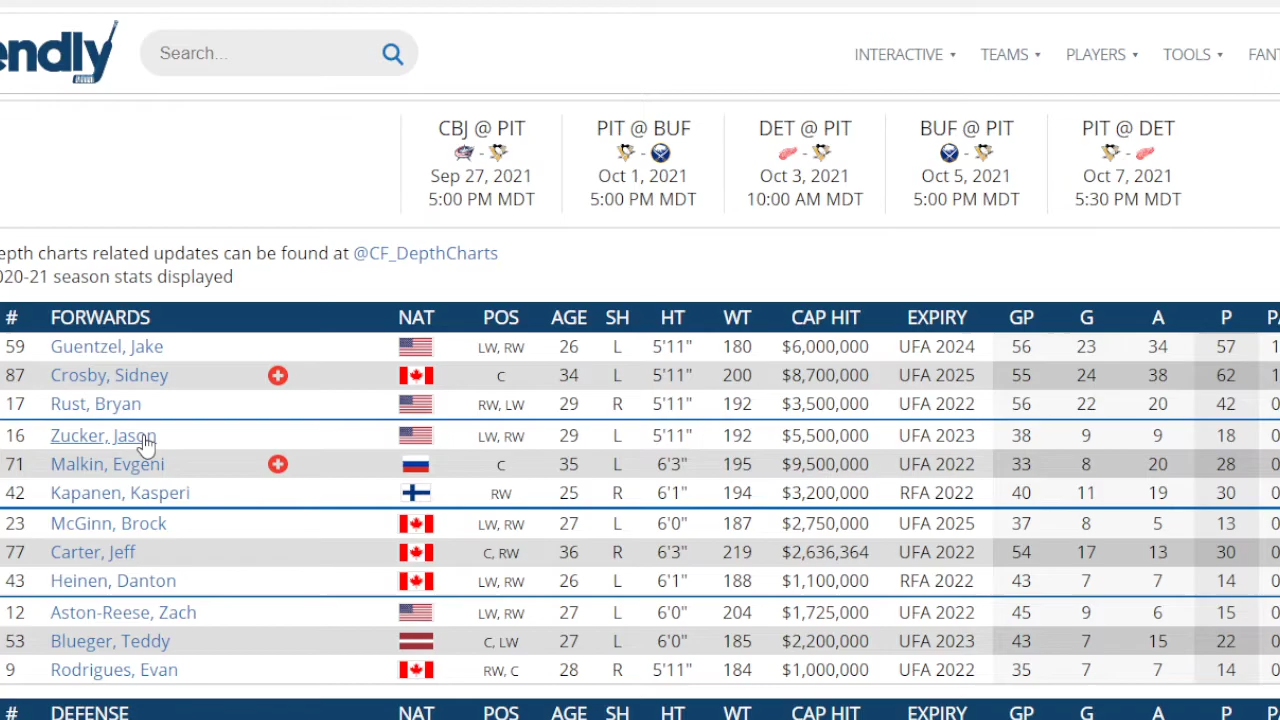 endly
Search...
INTERACTIVE TEAMS PLAYERS TOOLS FANT
CBJ @ PIT PIT @ BUF DET @ PIT BUF @ PIT PIT @ DET
- - - - -
Sep 27, 2021 Oct 1, 2021 Oct 3, 2021 Oct 5, 2021 Oct 7, 2021
5:00 PM MDT 5:00 PM MDT 10:00 AM MDT 5:00 PM MDT 5:30 PM MDT
epth charts related updates can be found at @CF_DepthCharts
020-21 season stats displayed
# FORWARDS NAT POS AGE SH HT WT CAP HIT EXPIRY GP G A P P/
59 Guentzel, Jake LW, RW 26 L 5'11" 180 $6,000,000 UFA 2024 56 23 34 57 1
87 Crosby, Sidney C 34 L 5'11" 200 $8,700,000 UFA 2025 55 24 38 62 1
17 Rust, Bryan RW, LW 29 R 5'11" 192 $3,500,000 UFA 2022 56 22 20 42 0
16 Zucker, Jason LW, RW 29 L 5'11" 192 $5,500,000 UFA 2023 38 9 9 18 0
71 Malkin, Evgeni C 35 L 6'3" 195 $9,500,000 UFA 2022 33 8 20 28 0
42 Kapanen, Kasperi RW 25 R 6'1" 194 $3,200,000 RFA 2022 40 11 19 30 0
23 McGinn, Brock LW, RW 27 L 6'0" 187 $2,750,000 UFA 2025 37 8 5 13 0
77 Carter, Jeff C, RW 36 R 6'3" 219 $2,636,364 UFA 2022 54 17 13 30 0
43 Heinen, Danton LW, RW 26 L 6'1" 188 $1,100,000 RFA 2022 43 7 7 14 0
12 Aston-Reese, Zach LW, RW 27 L 6'0" 204 $1,725,000 UFA 2022 45 9 6 15 0
53 Blueger, Teddy C, LW 27 L 6'0" 185 $2,200,000 UFA 2023 43 7 15 22 0
9 Rodrigues, Evan RW, C 28 R 5'11" 184 $1,000,000 UFA 2022 35 7 7 14 0
# DEFENSE NAT POS AGE SH HT WT CAP HIT EXPIRY GP G A P P/